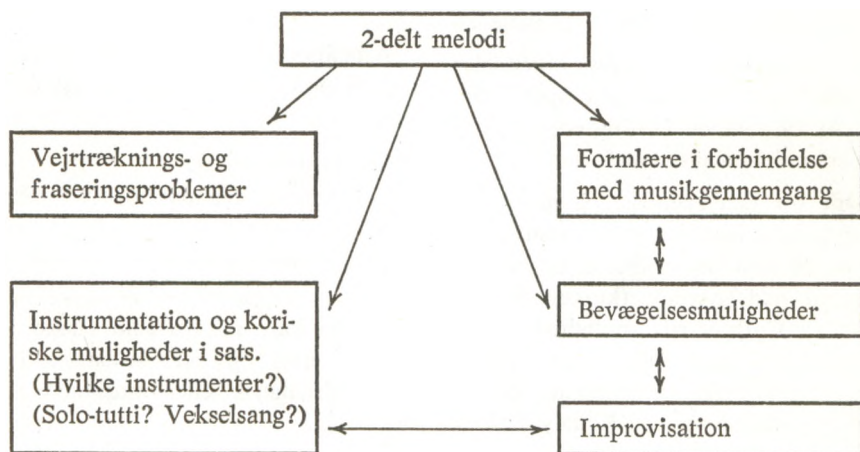 2-delt melodi
Vejrtræknings- og
fraseringsproblemer
Formlære i forbindelse
med musikgennemgang
Instrumentation og kori-
ske muligheder i sats.
(Hvilke instrumenter?)
(Solo-tutti? Vekselsang?)
Bevægelsesmuligheder
Improvisation